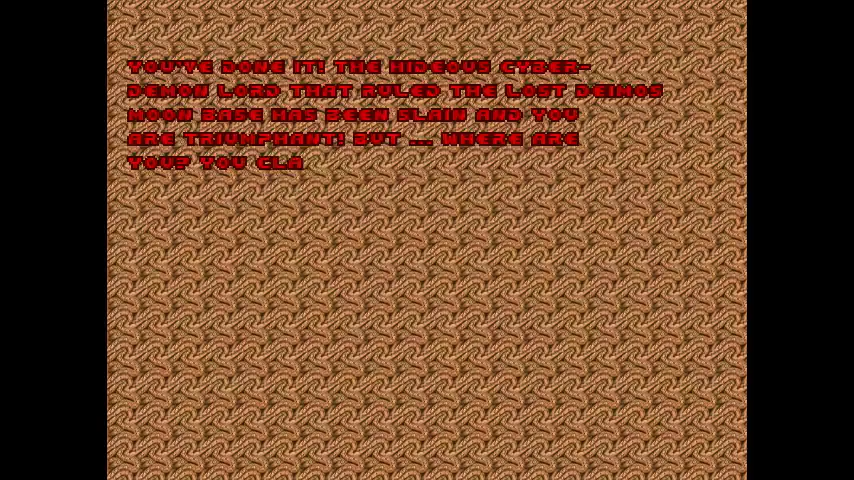 YOU'VE DONE IT! THE HIDEOUS CYBER-
DEMON LORD THAT RULED THE LOST DEIMOS
MOON BASE HAS BEEN SLAIN AND YOU
ARE TRIUMPHANT! BUT ... WHERE ARE
YOU? YOU CLA